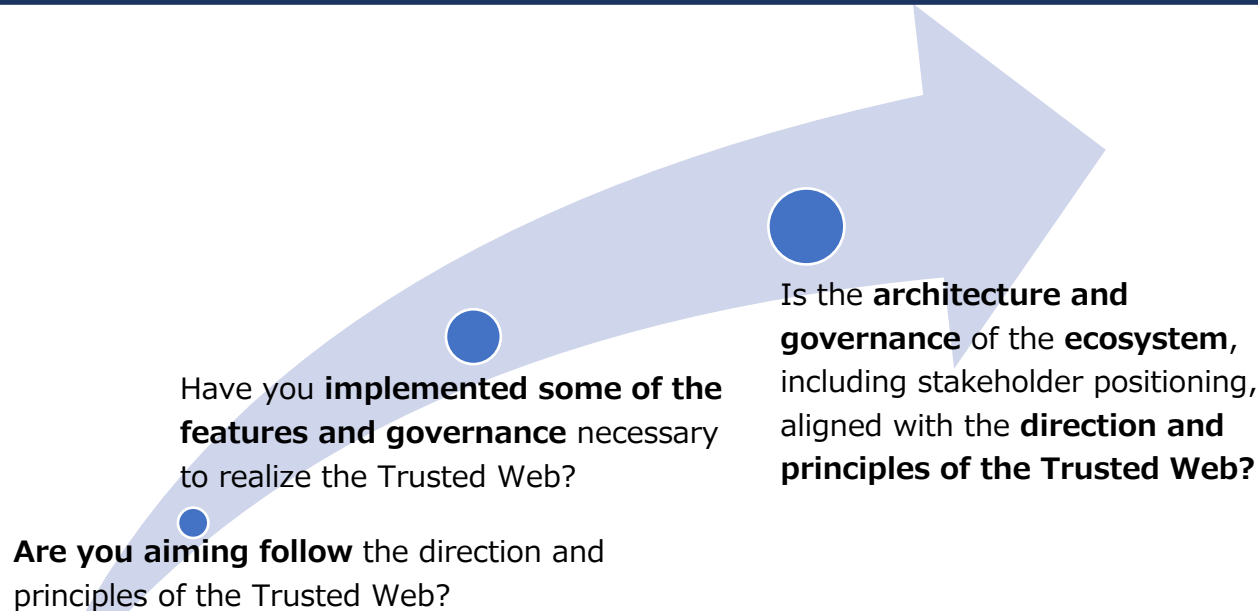 Is the architecture and
governance of the ecosystem,
including stakeholder positioning,
aligned with the direction and
principles of the Trusted Web?
Have you implemented some of the
features and governance necessary
to realize the Trusted Web?
Are you aiming follow the direction and
principles of the Trusted Web?